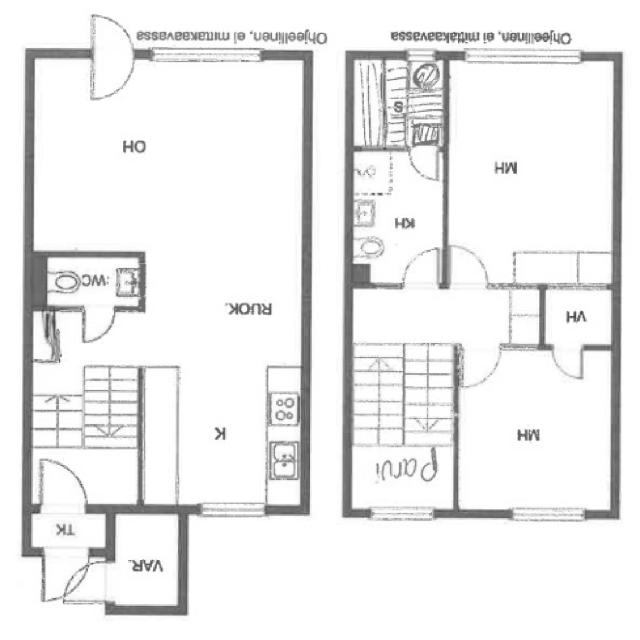 VAR.
TK
Parvi
MH
K
VH
RUOK.
WC
KH
MH
OH
S
Ohjeellinen, ei mittakaavassa
Ohjeellinen, ei mittakaavassa